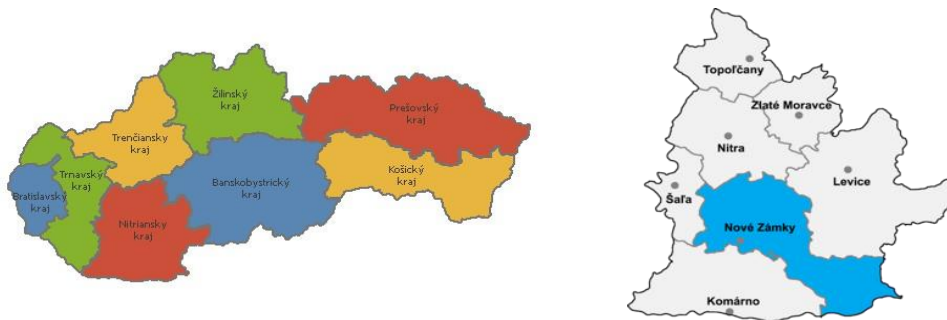 Žilinský
kraj
Prešovský
kraj
Trenčiansky
kraj
Trnavský
kraj
Banskobystrický
kraj
Košický
kraj
Bratislavský
kraj
Nitriansky
kraj
Topoľčany
Zlaté Moravce
Nitra
Levice
Šaľa
Nové Zámky
Komárno